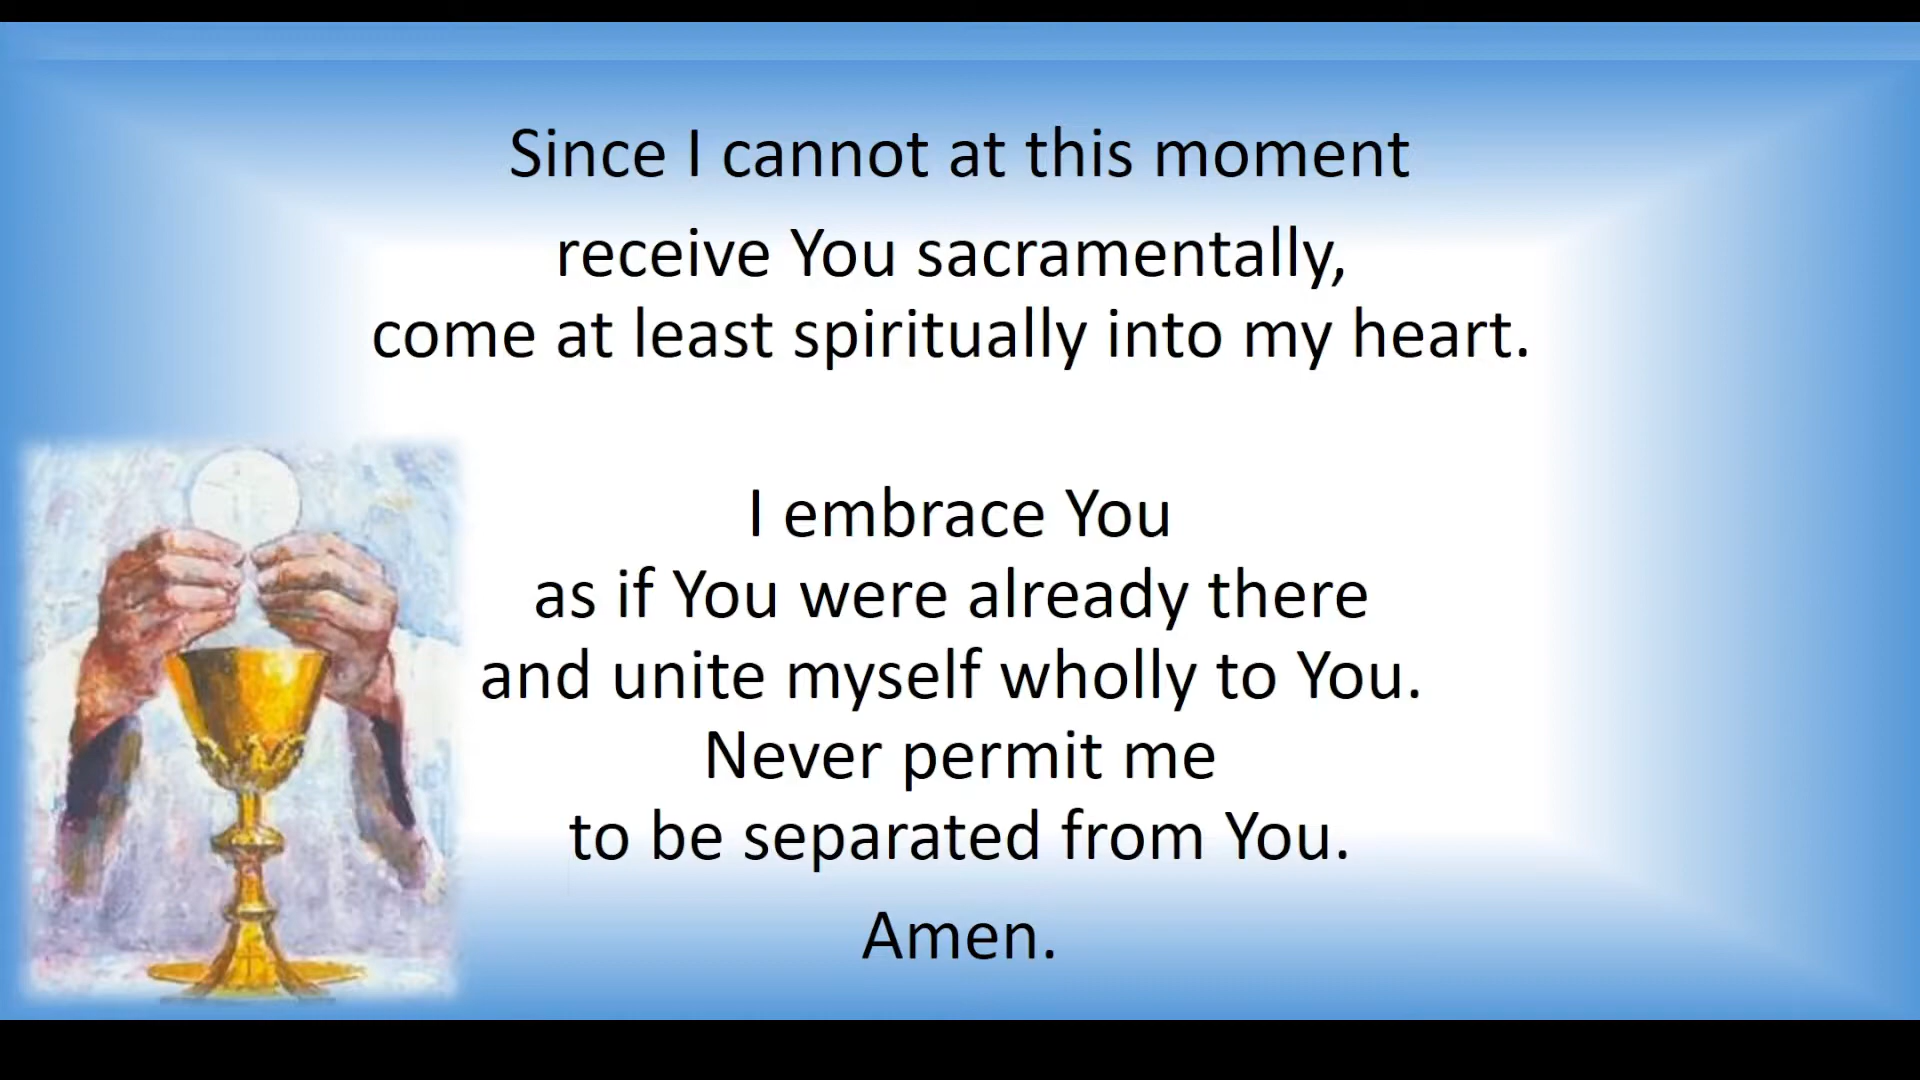 Since I cannot at this moment
receive You sacramentally,
come at least spiritually into my heart.
I embrace You
as if You were already there
and unite myself wholly to You.
Never permit me
to be separated from You.
Amen.